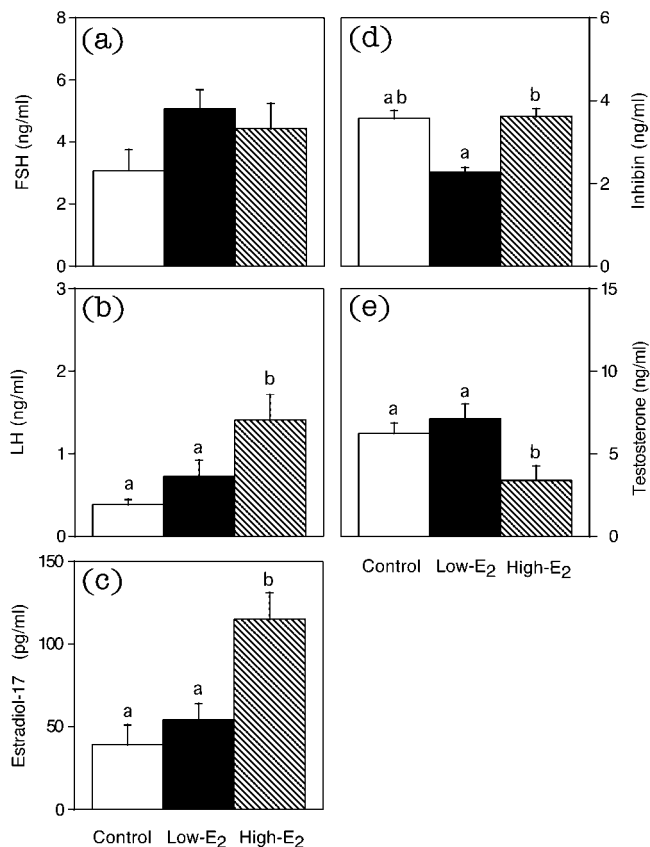 (a)
8
6
4
2
0
FSH (ng/ml)
(d)
6
4
2
0
Inhibin (ng/ml)
ab
a
b
(b)
3
2
1
0
LH (ng/ml)
a
a
b
(e)
15
10
5
0
Testosterone (ng/ml)
a
a
b
Control Low-E₂ High-E₂
(c)
150
100
50
0
Estradiol-17 (pg/ml)
a
a
b
Control Low-E₂ High-E₂